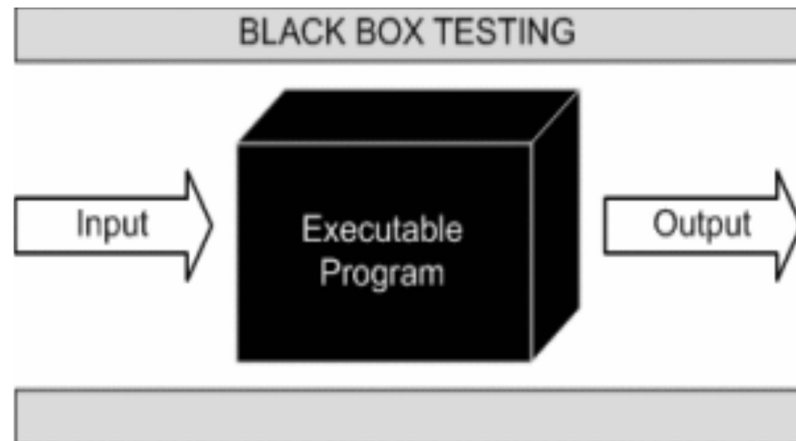 BLACK BOX TESTING
Input
Executable
Program
Output